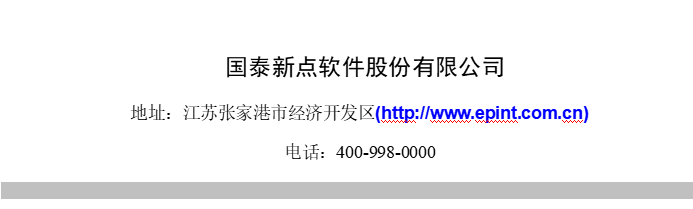 国泰新点软件股份有限公司
地址：江苏张家港市经济开发区(http://www.epint.com.cn)
电话：400-998-0000